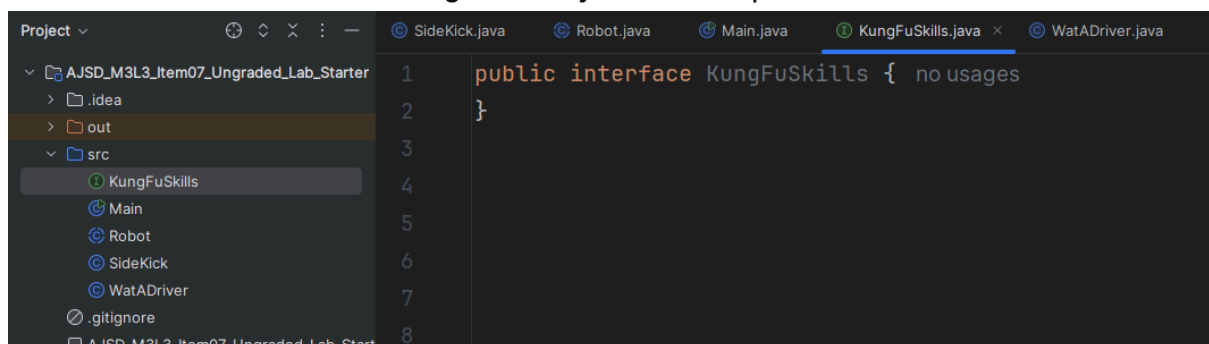 Project
SideKick.java Robot.java Main.java KungFuSkills.java WatADriver.java
AJSD_M3L3_Item07_Ungraded_Lab_Starter
.idea
out
src
KungFuSkills
Main
Robot
SideKick
WatADriver
.gitignore
1 public interface KungFuSkills { no usages
2 }
3
4
5
6
7
8